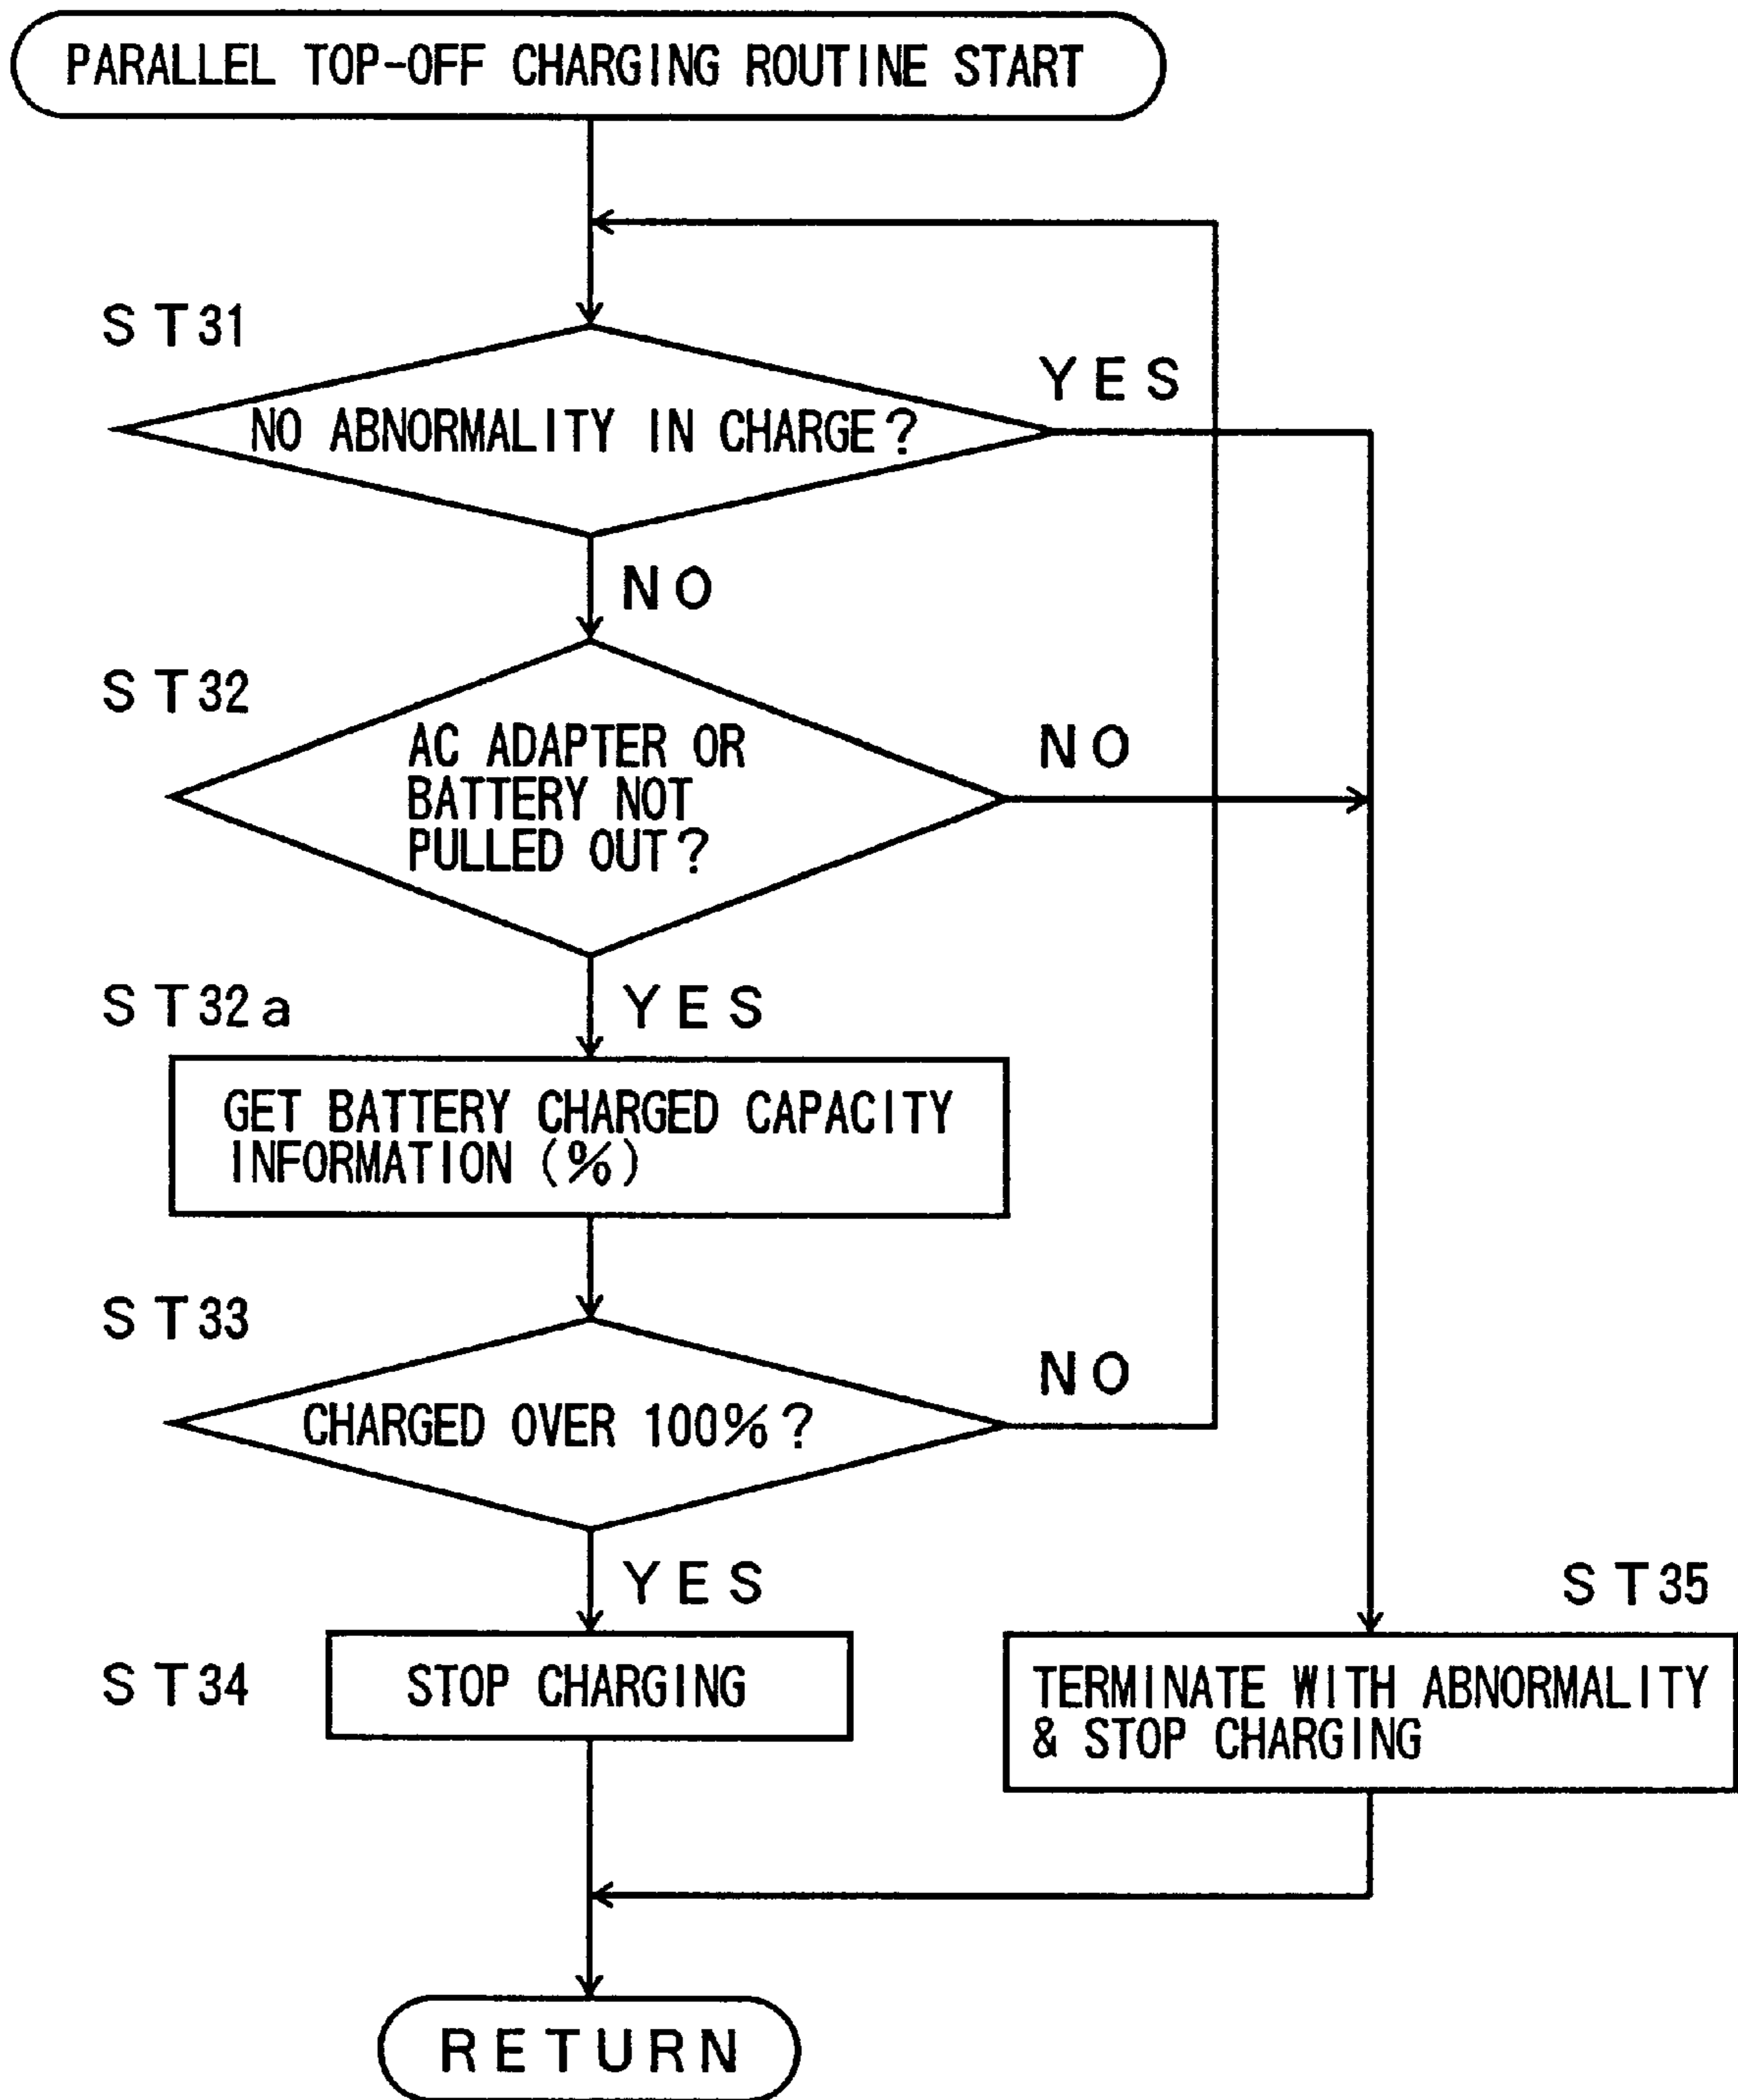 PARALLEL TOP-OFF CHARGING ROUTINE START
ST31
YES
NO ABNORMALITY IN CHARGE?
NO
ST32
AC ADAPTER OR
BATTERY NOT
PULLED OUT?
NO
ST32a
YES
GET BATTERY CHARGED CAPACITY
INFORMATION (%)
ST33
NO
CHARGED OVER 100%?
YES
ST34
STOP CHARGING
ST35
TERMINATE WITH ABNORMALITY
& STOP CHARGING
RETURN